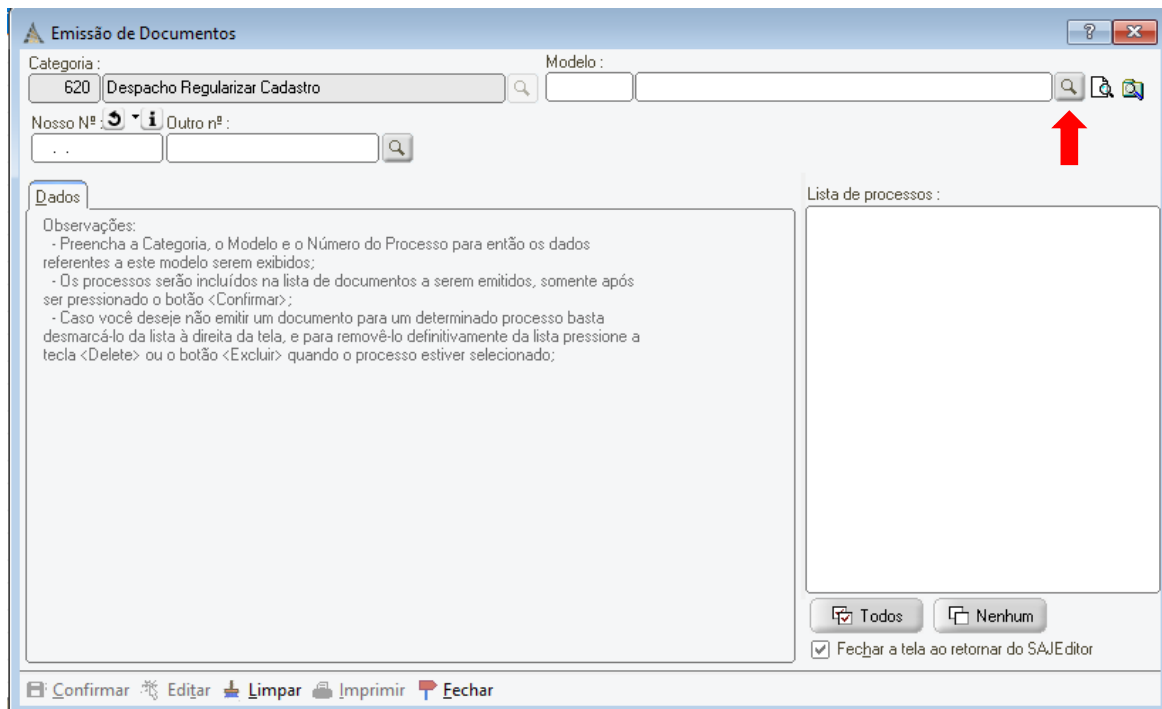 Emissão de Documentos
Categoria :
Modelo :
620 Despacho Regularizar Cadastro
Nosso Nº : Outro nº :
. .
Dados
Lista de processos :
Observações:
- Preencha a Categoria, o Modelo e o Número do Processo para então os dados
referentes a este modelo serem exibidos;
- Os processos serão incluídos na lista de documentos a serem emitidos, somente após
ser pressionado o botão <Confirmar>;
- Caso você deseje não emitir um documento para um determinado processo basta
desmarcá-lo da lista à direita da tela, e para removê-lo definitivamente da lista pressione a
tecla <Delete> ou o botão <Excluir> quando o processo estiver selecionado;
Todos Nenhum
Fechar a tela ao retornar do SAJEditor
Confirmar Editar Limpar Imprimir Fechar